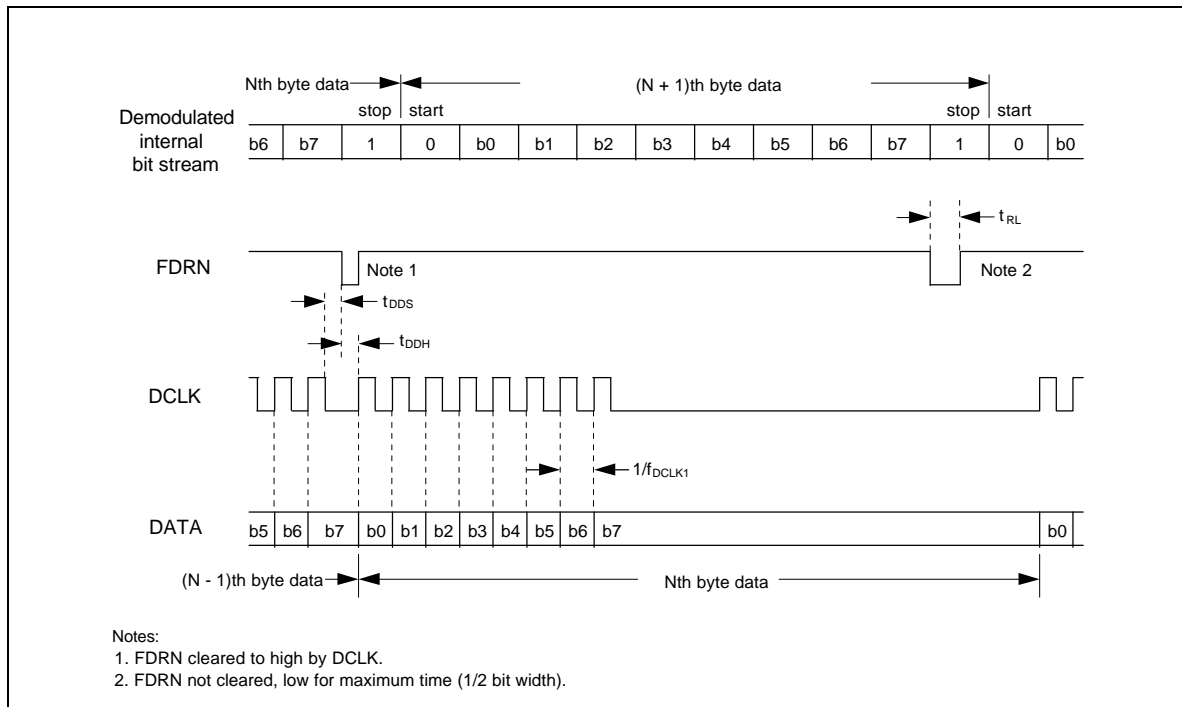 Nth byte data
(N + 1)th byte data
stop start
stop start
Demodulated
internal
bit stream
b6 b7 1 0 b0 b1 b2 b3 b4 b5 b6 b7 1 0 b0
tRL
FDRN
Note 1
Note 2
tDDS
tDDH
DCLK
1/fDCLK1
DATA
b5 b6 b7 b0 b1 b2 b3 b4 b5 b6 b7 b0
(N - 1)th byte data
Nth byte data
Notes:
1. FDRN cleared to high by DCLK.
2. FDRN not cleared, low for maximum time (1/2 bit width).